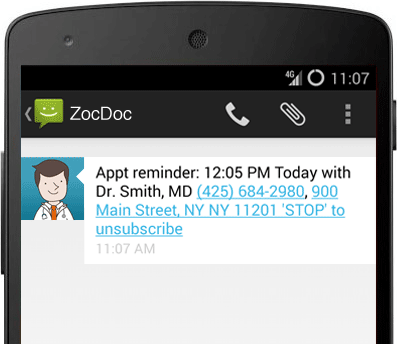 4G 11:07
ZocDoc
Appt reminder: 12:05 PM Today with
Dr. Smith, MD (425) 684-2980, 900
Main Street, NY NY 11201 'STOP' to
unsubscribe
11:07 AM